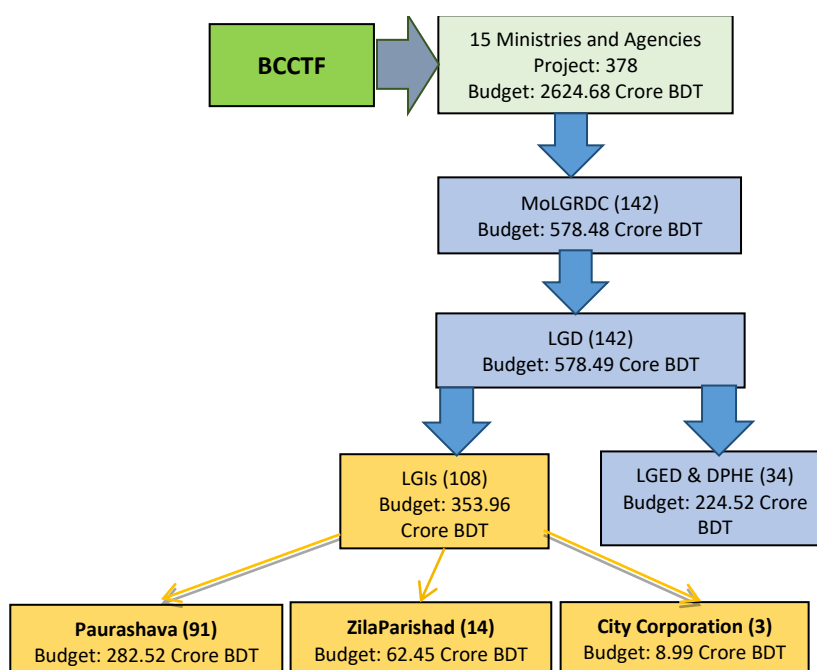 BCCTF
15 Ministries and Agencies
Project: 378
Budget: 2624.68 Crore BDT
MoLGRDC (142)
Budget: 578.48 Crore BDT
LGD (142)
Budget: 578.49 Core BDT
LGIs (108)
Budget: 353.96
Crore BDT
LGED & DPHE (34)
Budget: 224.52 Crore
BDT
Paurashava (91)
Budget: 282.52 Crore BDT
ZilaParishad (14)
Budget: 62.45 Crore BDT
City Corporation (3)
Budget: 8.99 Crore BDT